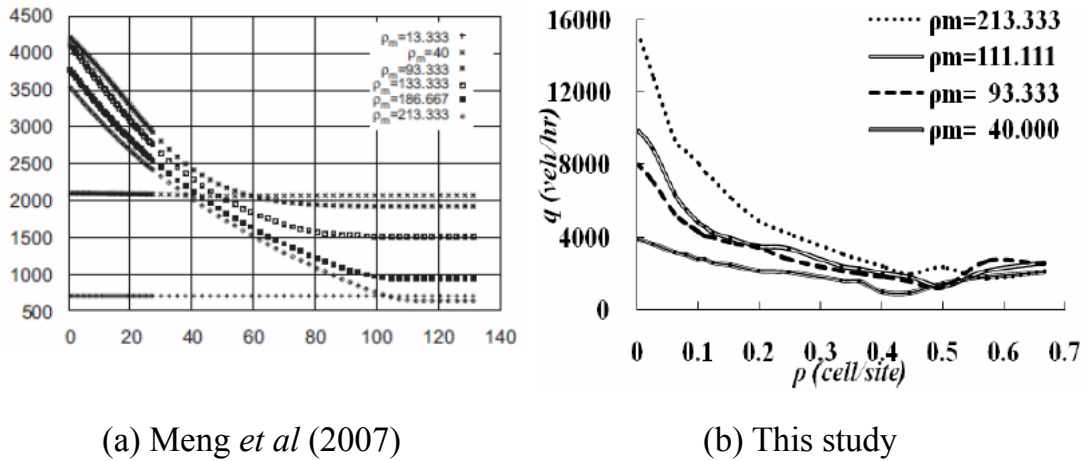 4500
4000
3500
3000
2500
2000
1500
1000
500
0 20 40 60 80 100 120 140
ρm=13.333
ρm=40
ρm=93.333
ρm=133.333
ρm=186.667
ρm=213.333
(a) Meng et al (2007)
16000
12000
8000
4000
0
q (veh/hr)
0 0.1 0.2 0.3 0.4 0.5 0.6 0.7
ρ (cell/site)
ρm=213.333
ρm=111.111
ρm= 93.333
ρm= 40.000
(b) This study